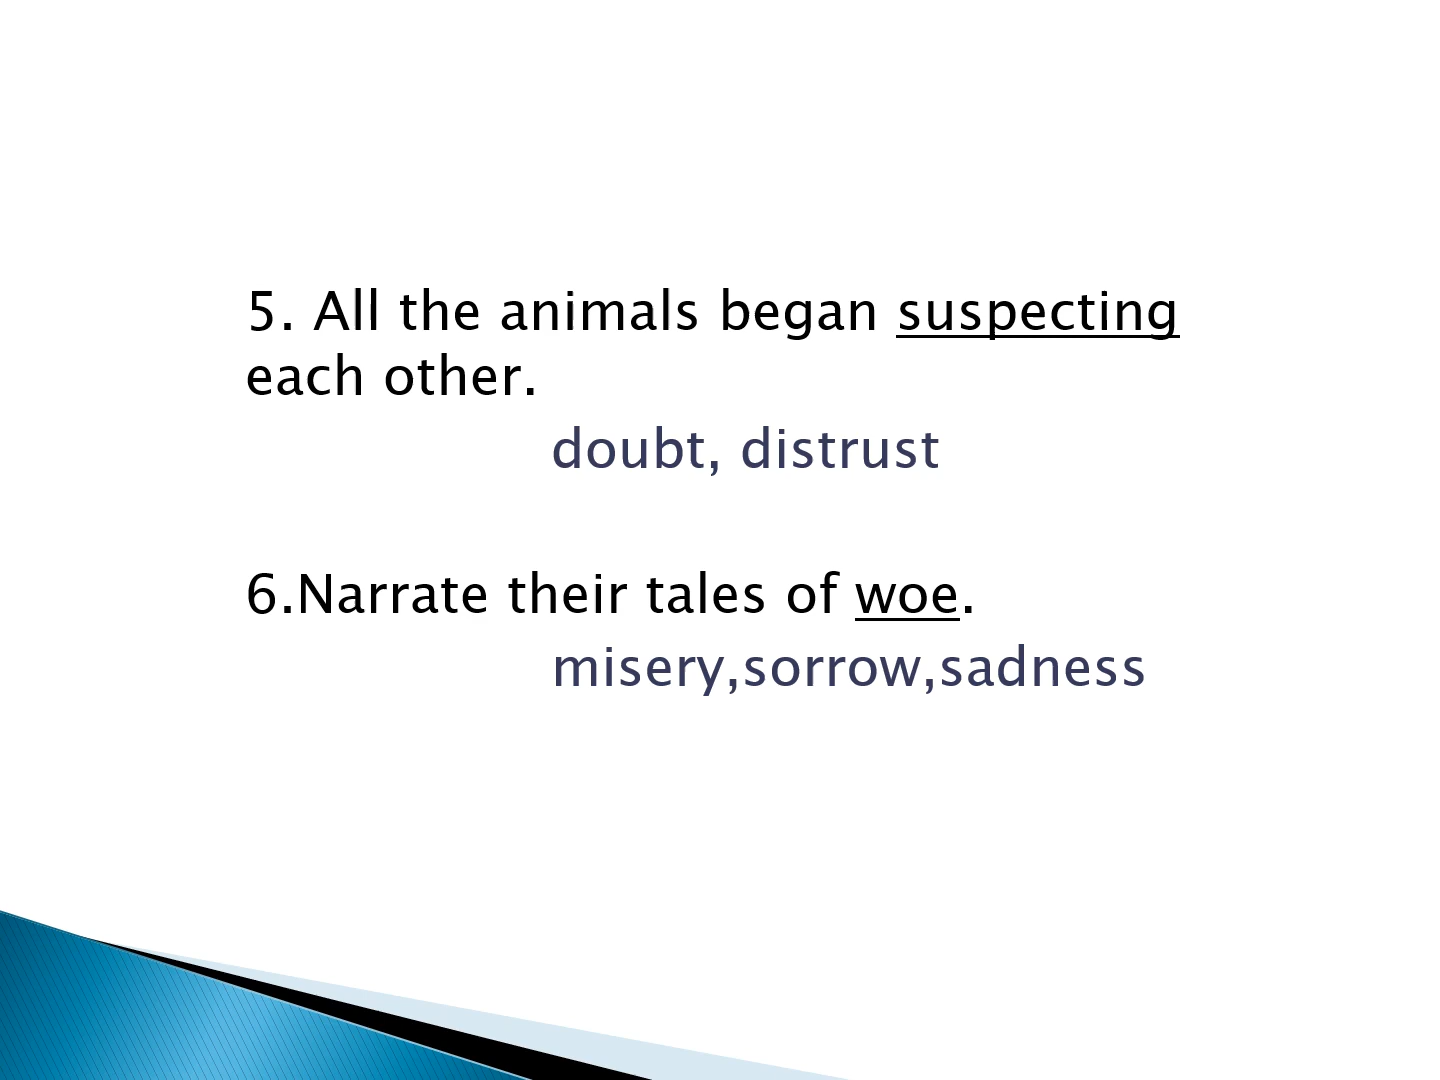 5. All the animals began suspecting
each other.
doubt, distrust
6.Narrate their tales of woe.
misery,sorrow,sadness